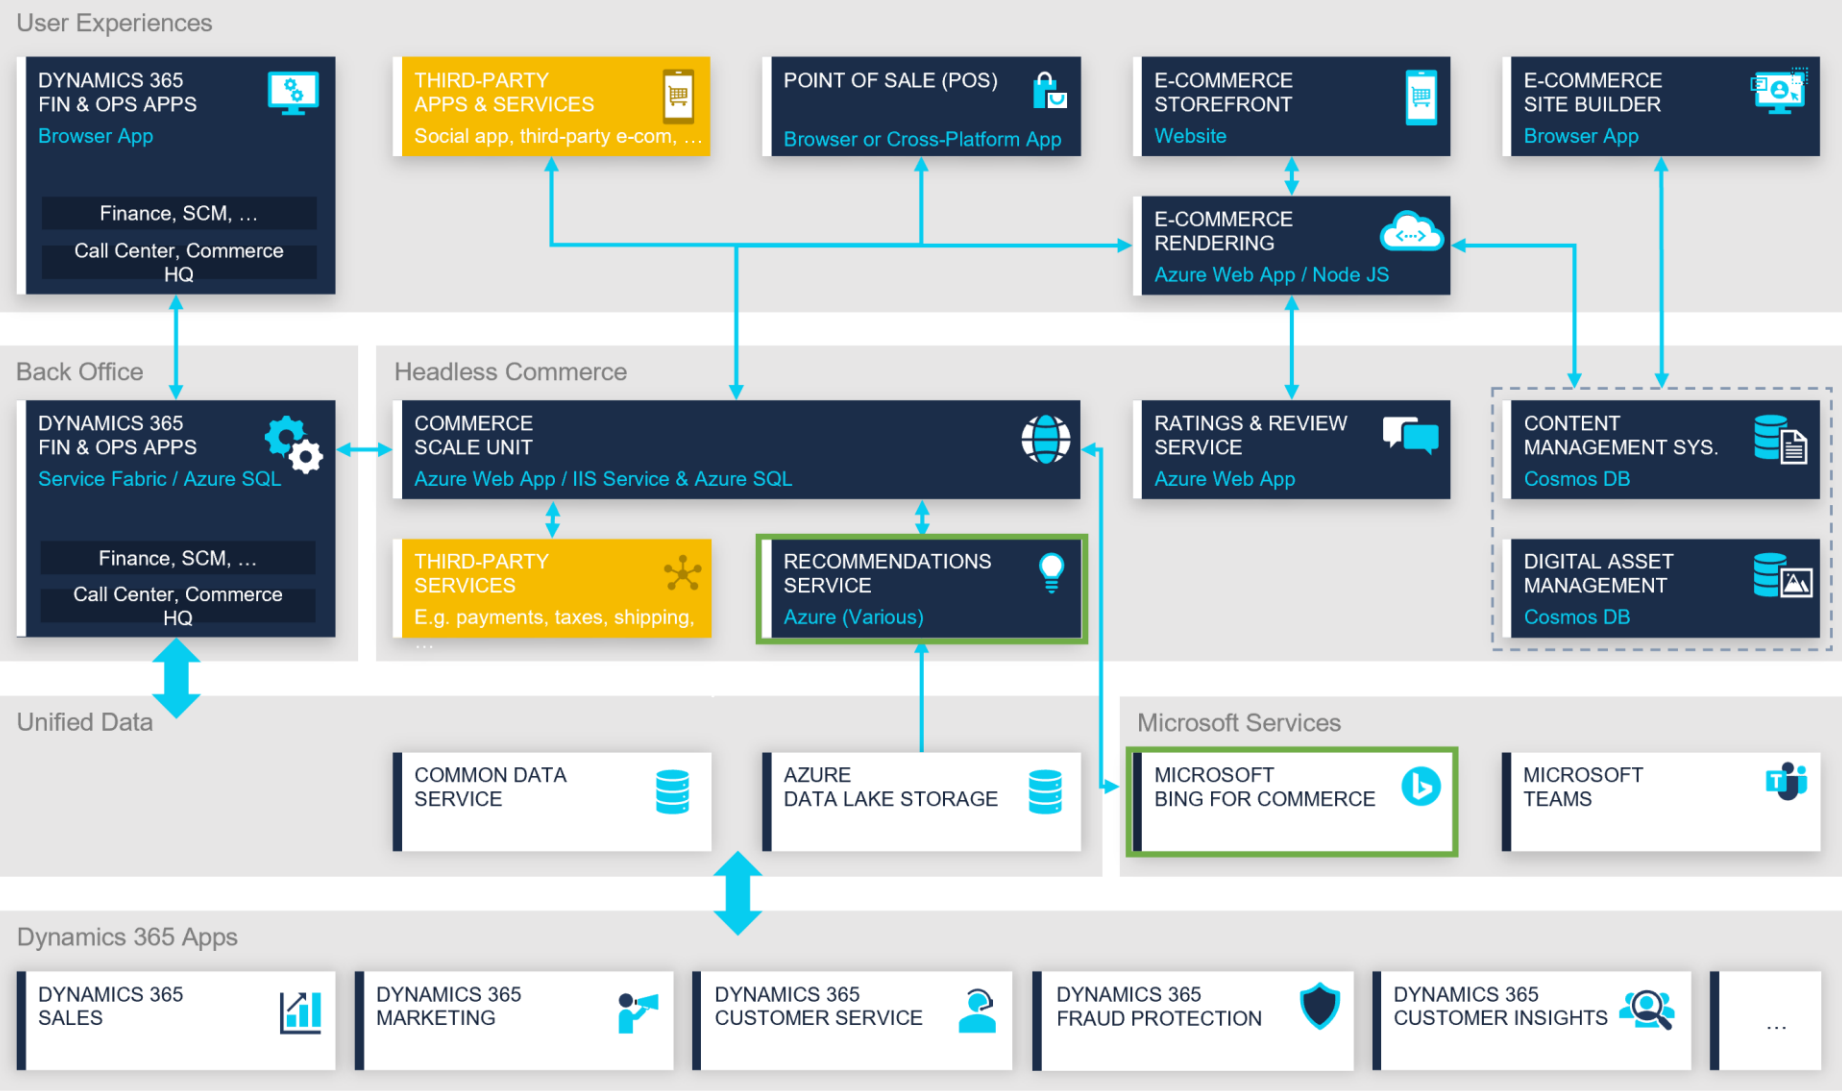 User Experiences
DYNAMICS 365
FIN & OPS APPS
Browser App
Finance, SCM, ...
Call Center, Commerce
HQ
THIRD-PARTY
APPS & SERVICES
Social app, third-party e-com, ...
POINT OF SALE (POS)
Browser or Cross-Platform App
E-COMMERCE
STOREFRONT
Website
E-COMMERCE
SITE BUILDER
Browser App
E-COMMERCE
RENDERING
Azure Web App / Node JS
Back Office
DYNAMICS 365
FIN & OPS APPS
Service Fabric / Azure SQL
Finance, SCM, ...
Call Center, Commerce
HQ
Headless Commerce
COMMERCE
SCALE UNIT
Azure Web App / IIS Service & Azure SQL
RATINGS & REVIEW
SERVICE
Azure Web App
CONTENT
MANAGEMENT SYS.
Cosmos DB
THIRD-PARTY
SERVICES
E.g. payments, taxes, shipping,
...
RECOMMENDATIONS
SERVICE
Azure (Various)
DIGITAL ASSET
MANAGEMENT
Cosmos DB
Unified Data
COMMON DATA
SERVICE
AZURE
DATA LAKE STORAGE
Microsoft Services
MICROSOFT
BING FOR COMMERCE
MICROSOFT
TEAMS
T
Dynamics 365 Apps
DYNAMICS 365
SALES
DYNAMICS 365
MARKETING
DYNAMICS 365
CUSTOMER SERVICE
DYNAMICS 365
FRAUD PROTECTION
DYNAMICS 365
CUSTOMER INSIGHTS
...